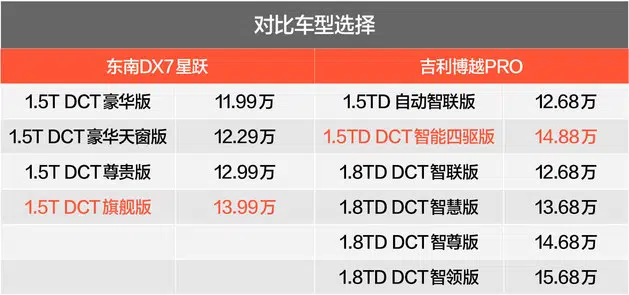 对比车型选择
东南DX7星跃 吉利博越PRO
1.5T DCT豪华版 11.99万 1.5TD 自动智联版 12.68万
1.5T DCT豪华天窗版 12.29万 1.5TD DCT智能四驱版 14.88万
1.5T DCT尊贵版 12.99万 1.8TD DCT智联版 12.68万
1.5T DCT旗舰版 13.99万 1.8TD DCT智慧版 13.68万
1.8TD DCT智尊版 14.68万
1.8TD DCT智领版 15.68万